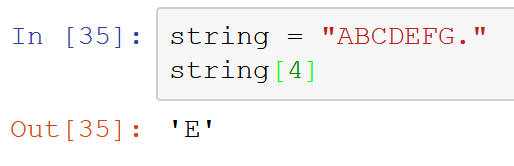 In [35]: string = "ABCDEFG."
string[4]
Out[35]: 'E'